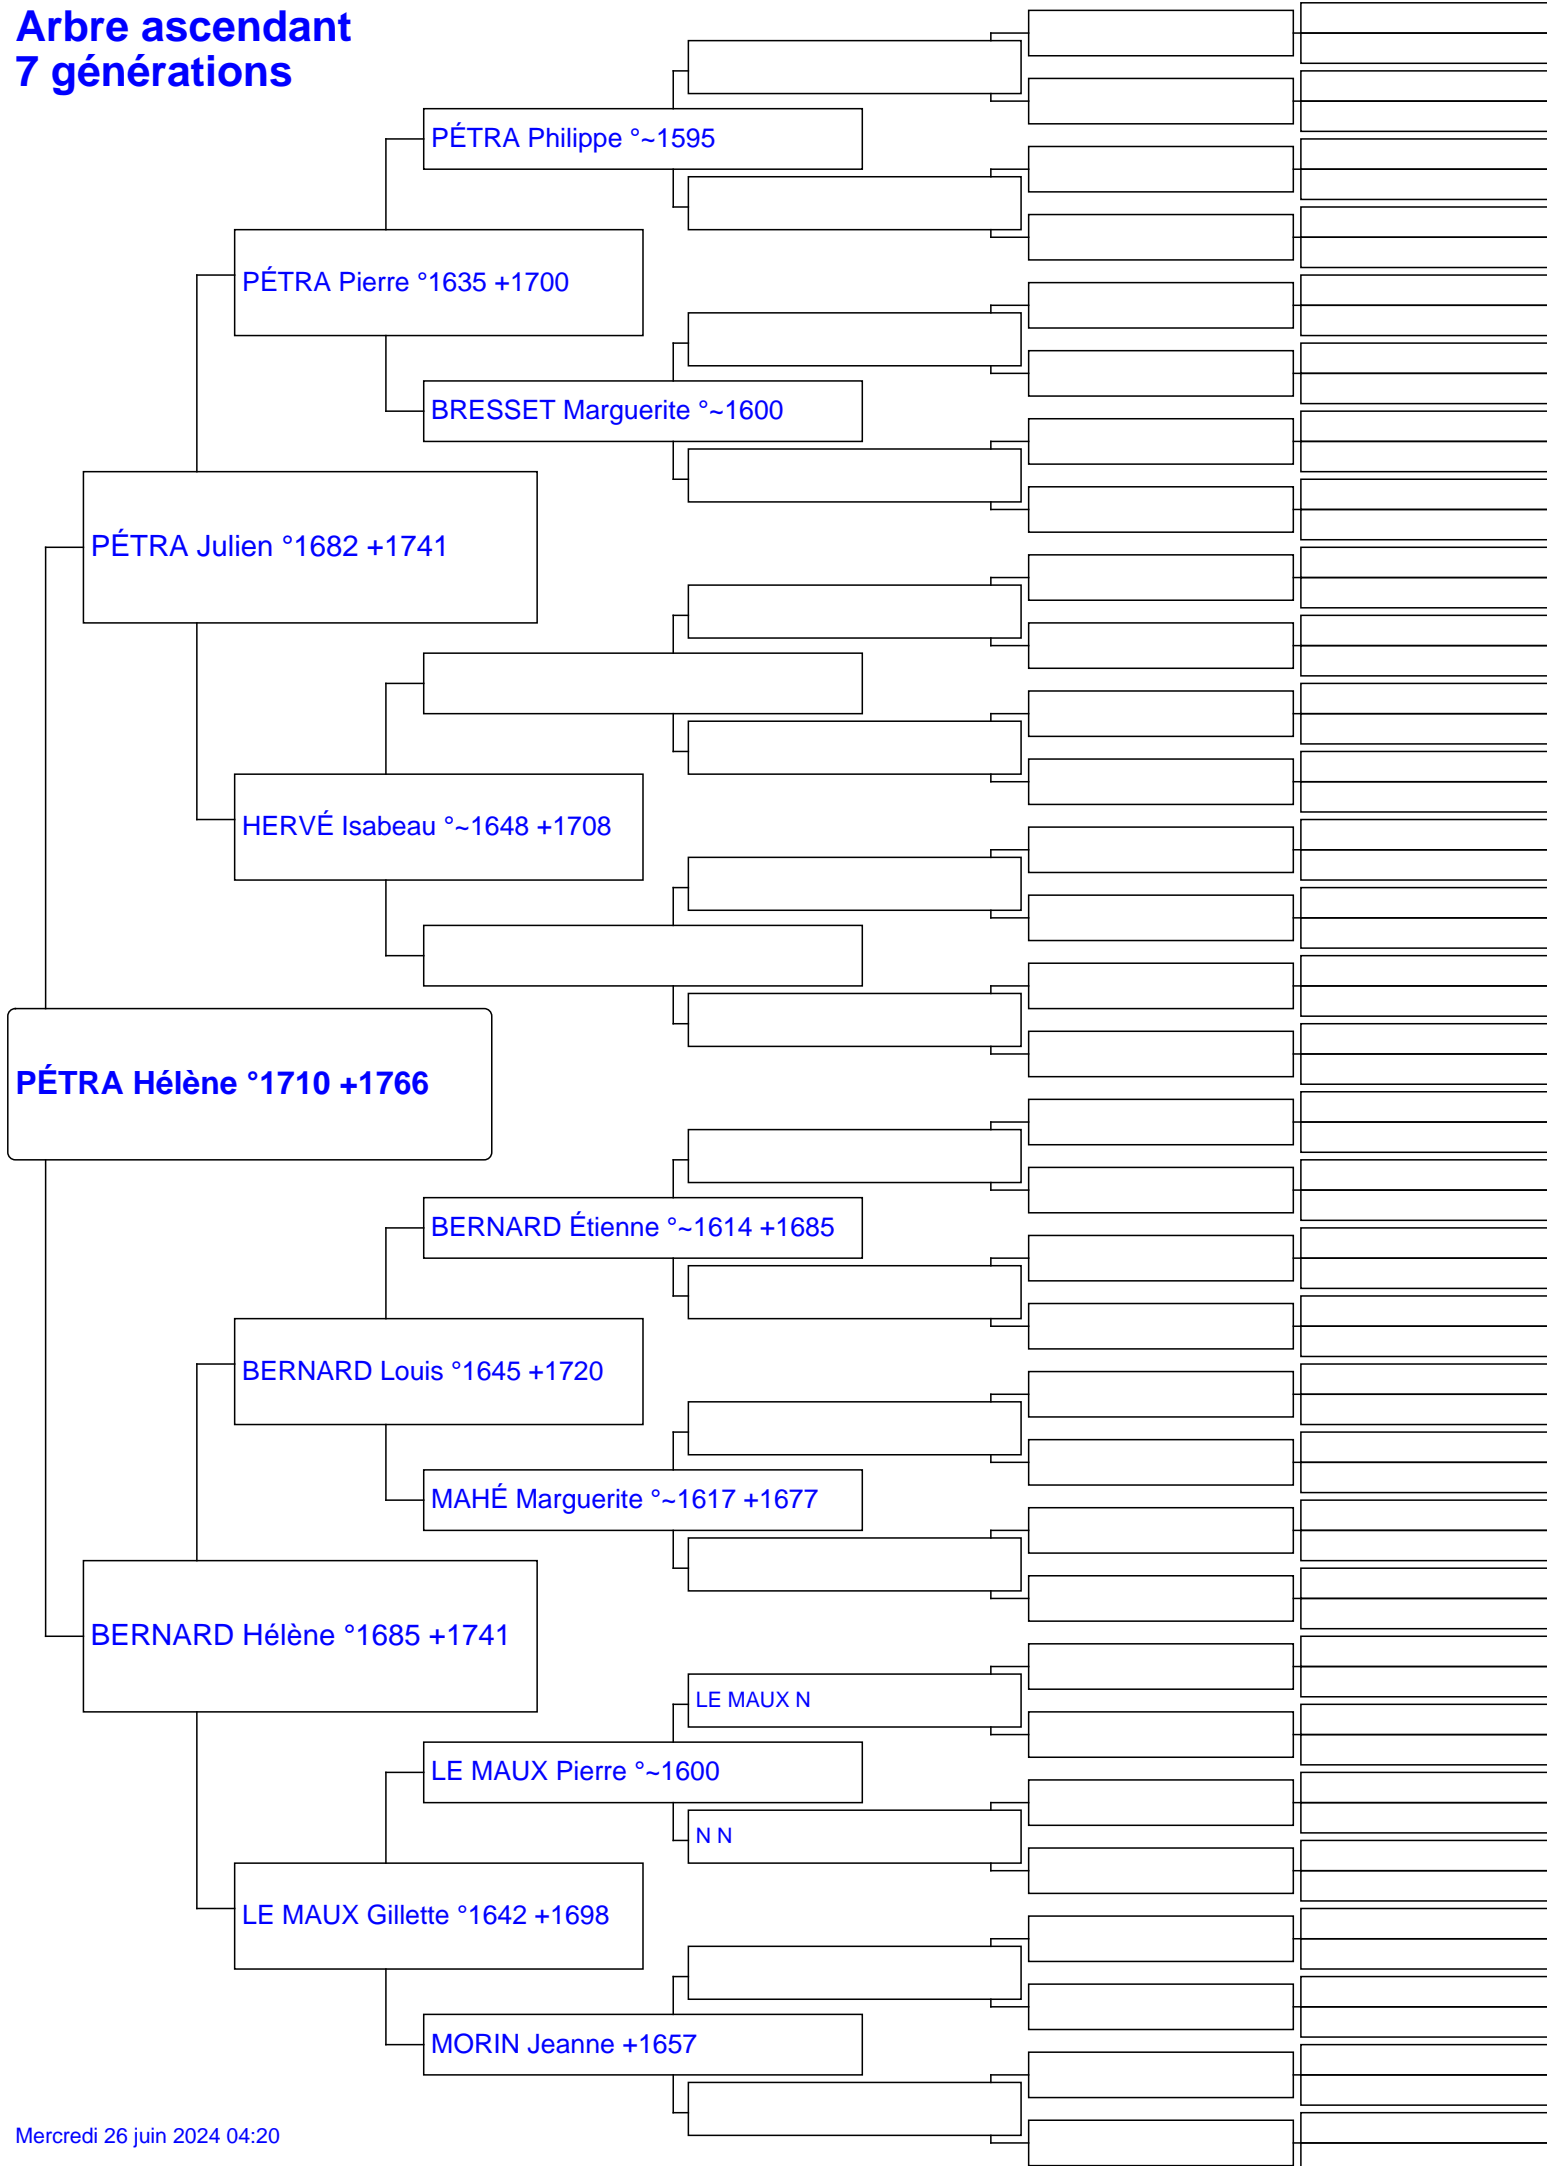 Arbre ascendant
7 générations
PÉTRA Philippe °~1595
PÉTRA Pierre °1635 +1700
BRESSET Marguerite °~1600
PÉTRA Julien °1682 +1741
HERVÉ Isabeau °~1648 +1708
PÉTRA Hélène °1710 +1766
BERNARD Étienne °~1614 +1685
BERNARD Louis °1645 +1720
MAHÉ Marguerite °~1617 +1677
BERNARD Hélène °1685 +1741
LE MAUX N
LE MAUX Pierre °~1600
N N
LE MAUX Gillette °1642 +1698
MORIN Jeanne +1657
Mercredi 26 juin 2024 04:20